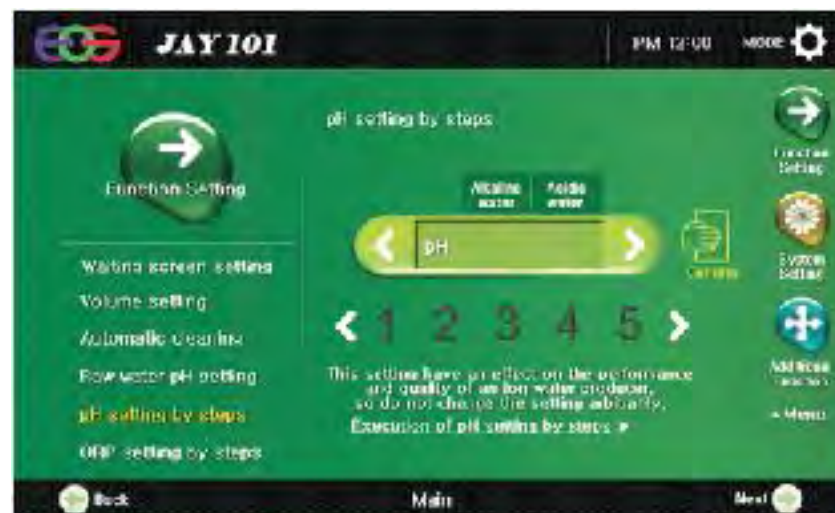 EOS JAY 101
PM 12:00 MODE
pH setting by steps
Function Setting
Function Setting
Alkaline water
Acidic water
pH
System Setting
Waiting screen setting
Volume setting
Automatic cleaning
Raw water pH setting
pH setting by steps
ORP setting by steps
1 2 3 4 5
This setting have an effect on the performance
and quality of an ion water producer,
so do not change the setting arbitrarily.
Execution of pH setting by steps
Additional Function
Menu
Back
Main
Next